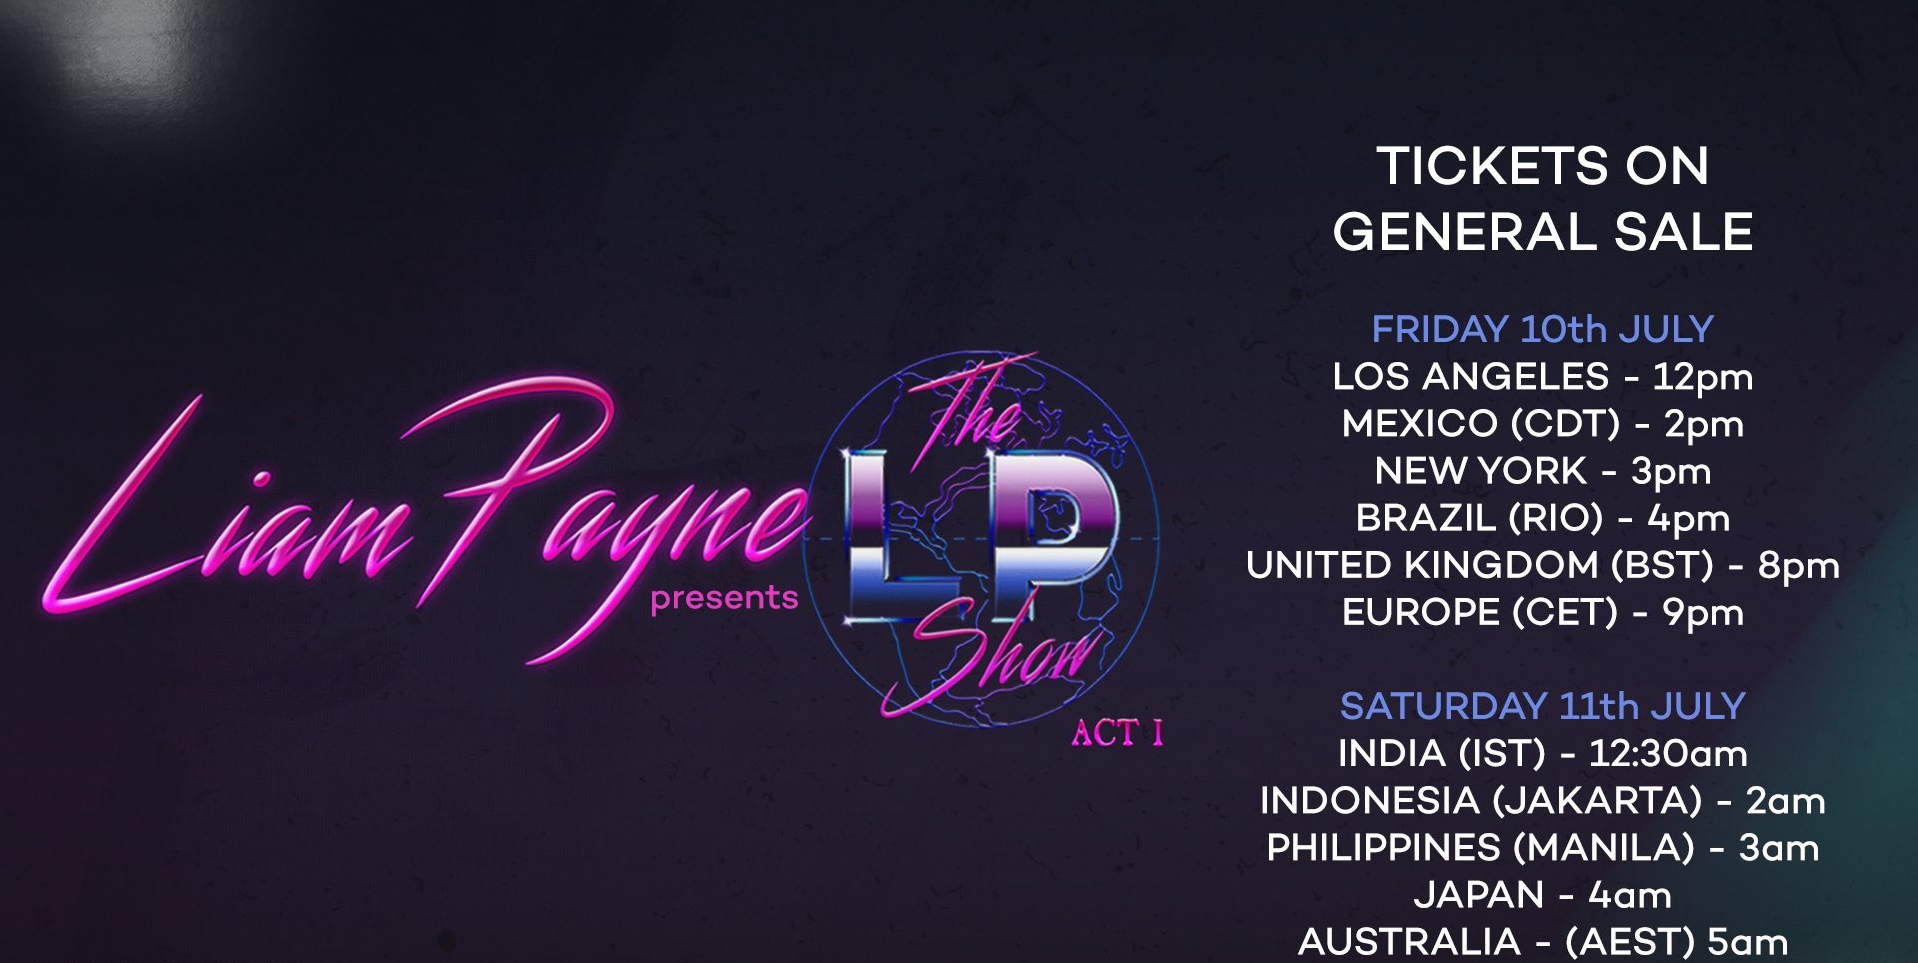 Liam Payne
presents
The
LP
Show
ACT I
TICKETS ON
GENERAL SALE
FRIDAY 10th JULY
LOS ANGELES - 12pm
MEXICO (CDT) - 2pm
NEW YORK - 3pm
BRAZIL (RIO) - 4pm
UNITED KINGDOM (BST) - 8pm
EUROPE (CET) - 9pm
SATURDAY 11th JULY
INDIA (IST) - 12:30am
INDONESIA (JAKARTA) - 2am
PHILIPPINES (MANILA) - 3am
JAPAN - 4am
AUSTRALIA - (AEST) 5am